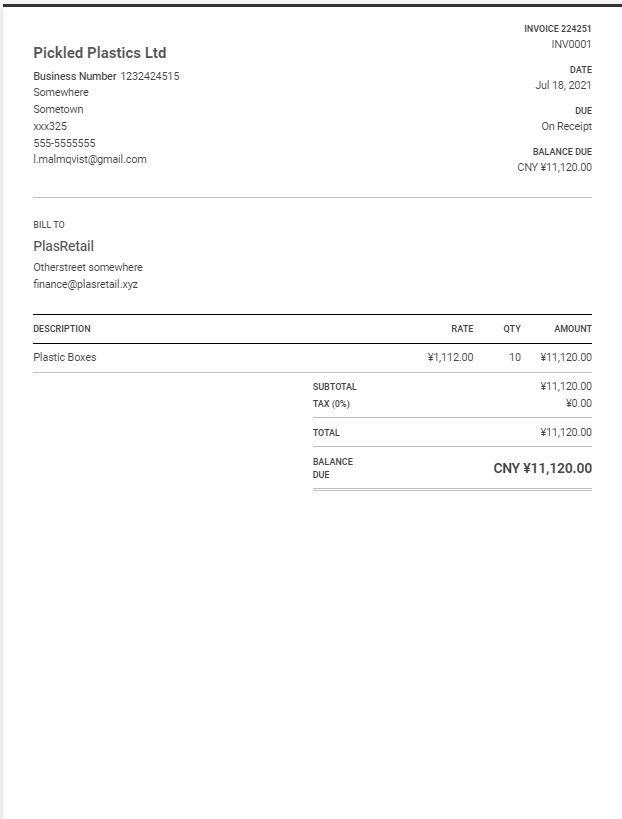 INVOICE 224251
INV0001
Pickled Plastics Ltd
Business Number 1232424515
Somewhere
Sometown
xxx325
555-5555555
l.malmqvist@gmail.com
DATE
Jul 18, 2021
DUE
On Receipt
BALANCE DUE
CNY ¥11,120.00
BILL TO
PlasRetail
Otherstreet somewhere
finance@plasretail.xyz
DESCRIPTION RATE QTY AMOUNT
Plastic Boxes ¥1,112.00 10 ¥11,120.00
SUBTOTAL ¥11,120.00
TAX (0%) ¥0.00
TOTAL ¥11,120.00
BALANCE
DUE
CNY ¥11,120.00